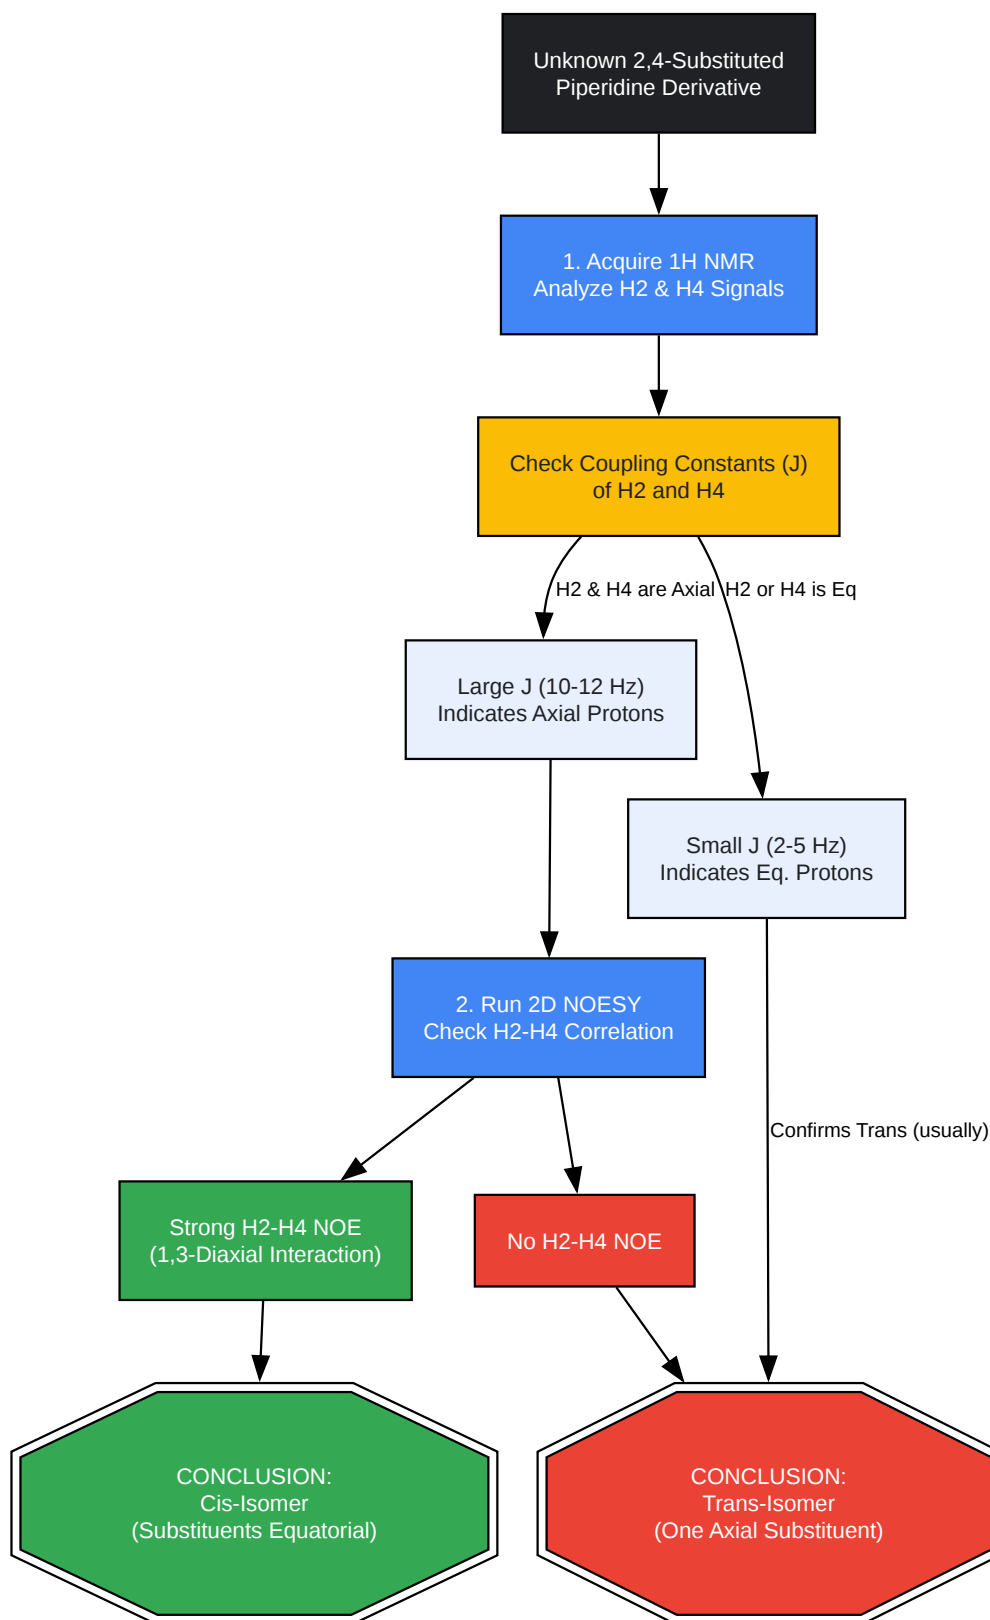 Unknown 2,4-Substituted
Piperidine Derivative
1. Acquire 1H NMR
Analyze H2 & H4 Signals
Check Coupling Constants (J)
of H2 and H4
H2 & H4 are Axial
H2 or H4 is Eq
Large J (10-12 Hz)
Indicates Axial Protons
Small J (2-5 Hz)
Indicates Eq. Protons
2. Run 2D NOESY
Check H2-H4 Correlation
Confirms Trans (usually)
Strong H2-H4 NOE
(1,3-Diaxial Interaction)
No H2-H4 NOE
CONCLUSION:
Cis-Isomer
(Substituents Equatorial)
CONCLUSION:
Trans-Isomer
(One Axial Substituent)